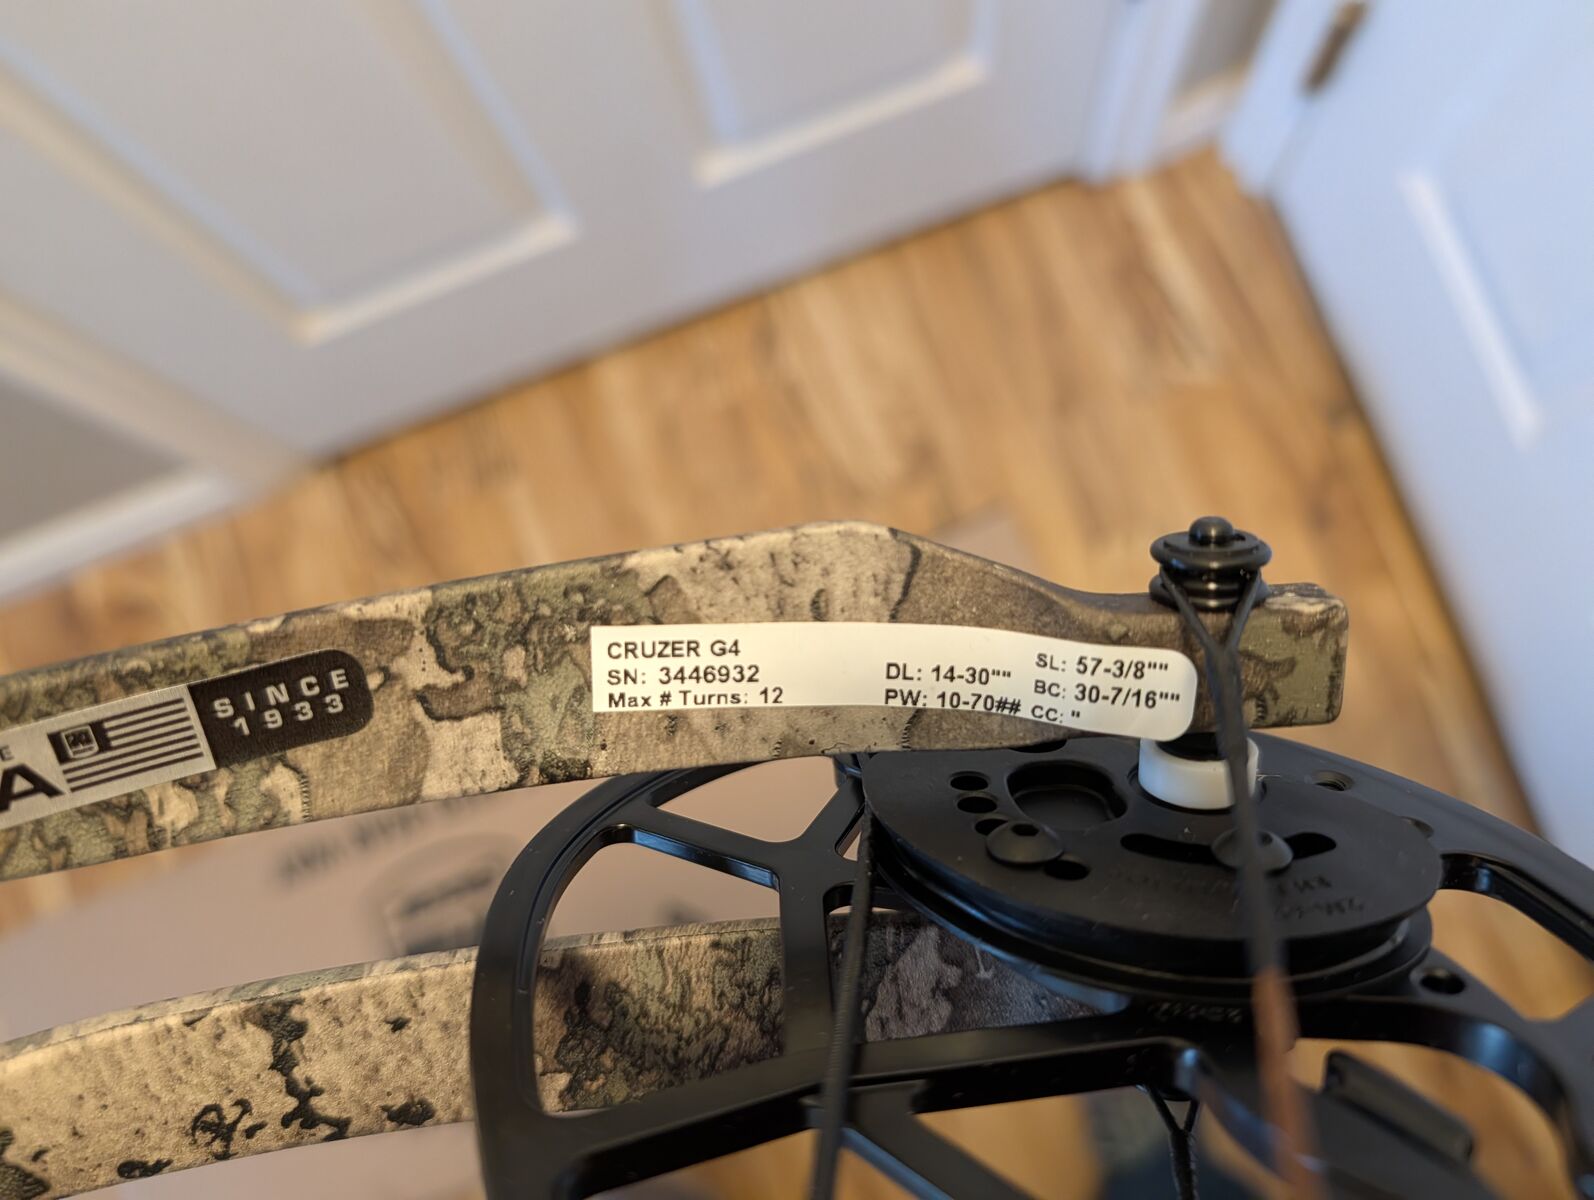 CRUZER G4
SN: 3446932
Max # Turns: 12
DL: 14-30""
PW: 10-70##
SL: 57-3/8""
BC: 30-7/16""
CC: "
SINCE
1933
E
A